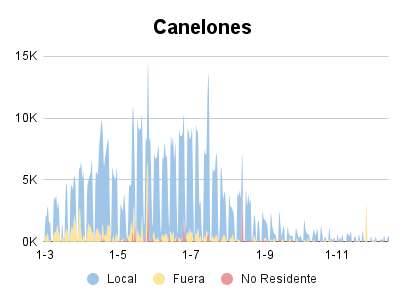 Canelones
15K
10K
5K
0K
1-3 1-5 1-7 1-9 1-11
Local Fuera No Residente